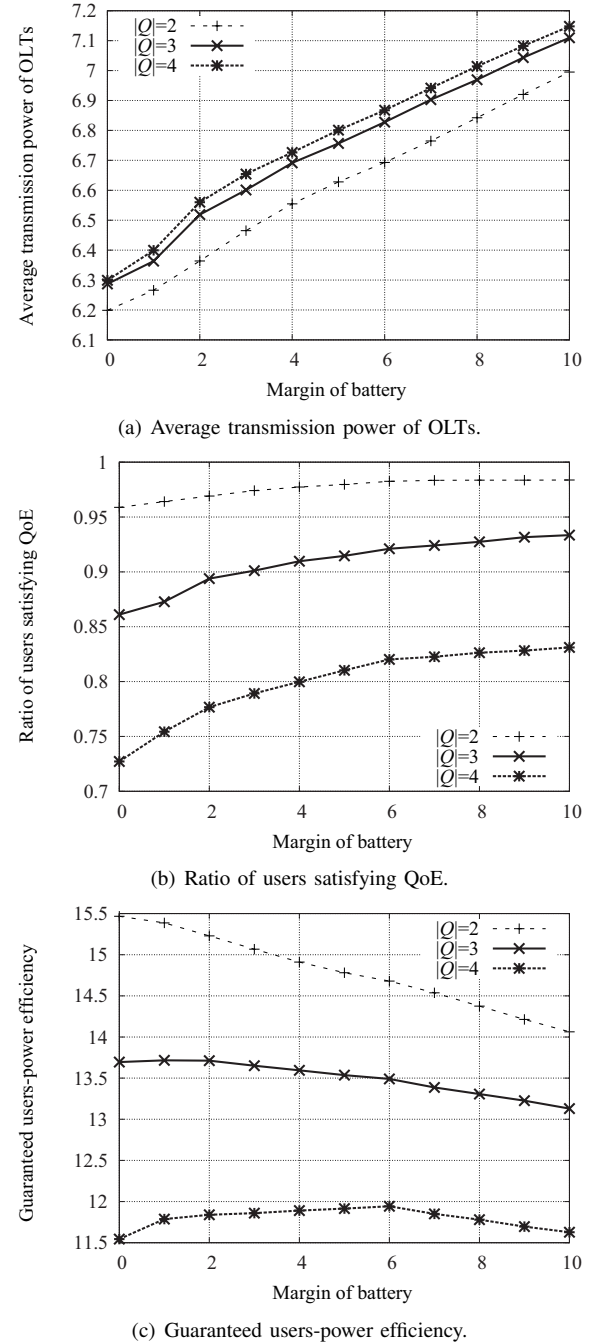 7.2
7.1
7
6.9
6.8
6.7
6.6
6.5
6.4
6.3
6.2
6.1
|Q|=2
|Q|=3
|Q|=4
Average transmission power of OLTs
0 2 4 6 8 10
Margin of battery
(a) Average transmission power of OLTs.
1
0.95
0.9
0.85
0.8
0.75
0.7
Ratio of users satisfying QoE
|Q|=2
|Q|=3
|Q|=4
0 2 4 6 8 10
Margin of battery
(b) Ratio of users satisfying QoE.
15.5
15
14.5
14
13.5
13
12.5
12
11.5
Guaranteed users-power efficiency
|Q|=2
|Q|=3
|Q|=4
0 2 4 6 8 10
Margin of battery
(c) Guaranteed users-power efficiency.